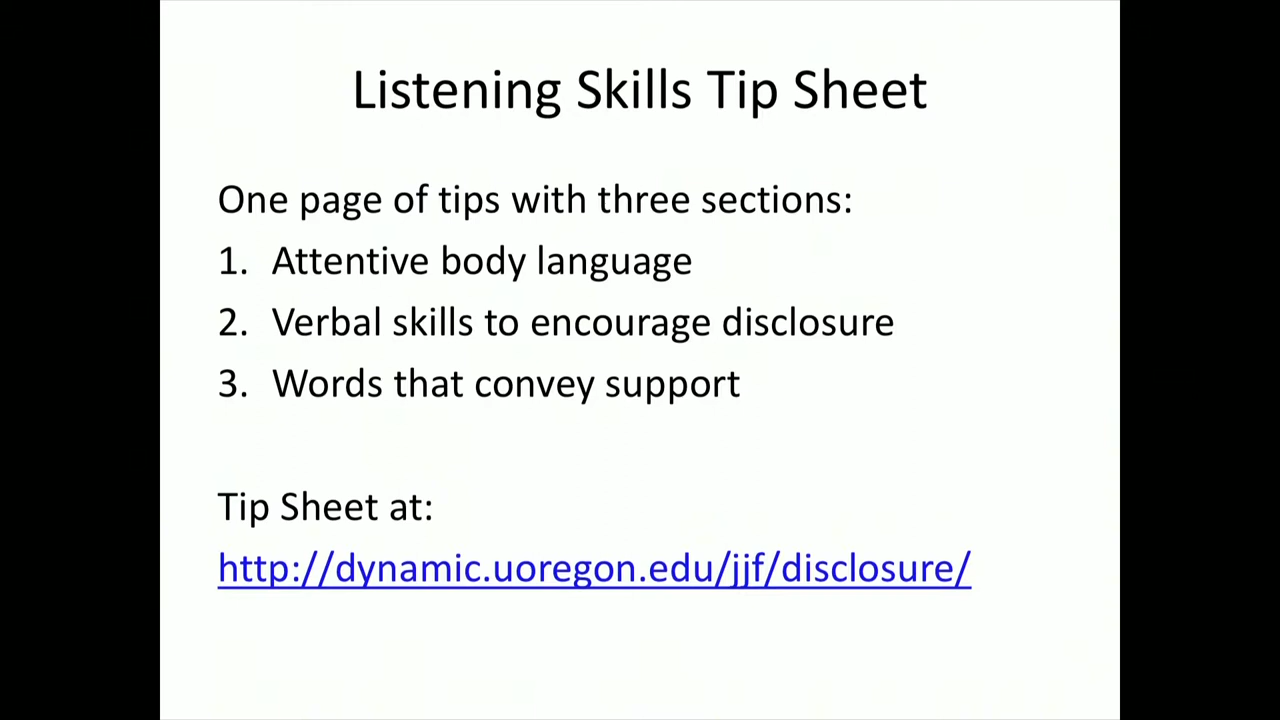 Listening Skills Tip Sheet
One page of tips with three sections:
1. Attentive body language
2. Verbal skills to encourage disclosure
3. Words that convey support
Tip Sheet at:
http://dynamic.uoregon.edu/jjf/disclosure/